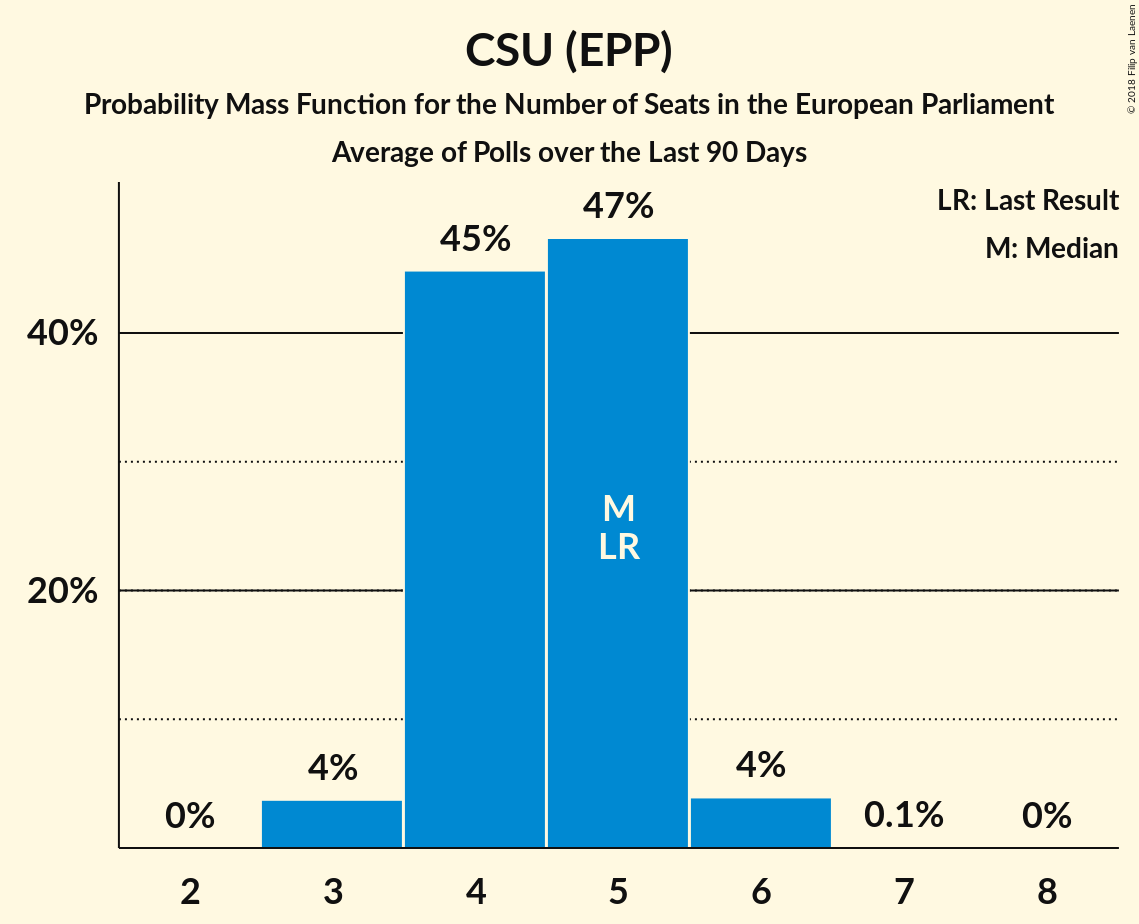 CSU (EPP)
Probability Mass Function for the Number of Seats in the European Parliament
Average of Polls over the Last 90 Days
© 2018 Filip van Laenen
LR: Last Result
M: Median
47%
45%
40%
M
LR
20%
4%
4%
0%
0.1%
0%
2 3 4 5 6 7 8